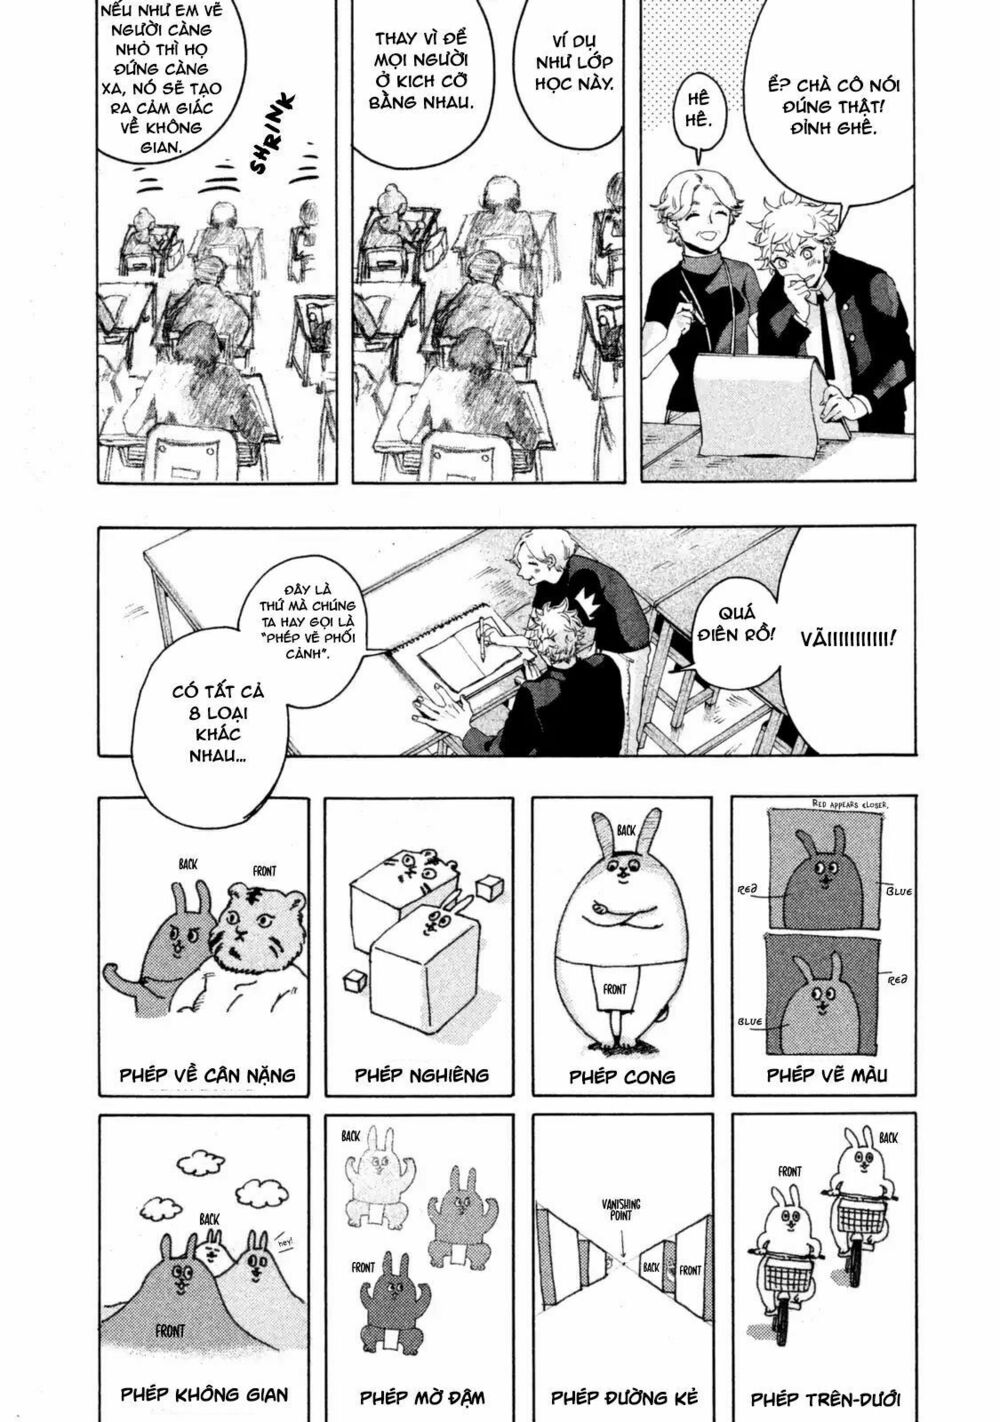 Ể? CHÀ CÔ NÓI
ĐÚNG THẬT!
ĐỈNH GHÊ.
HÊ
HÊ.
VÍ DỤ
NHƯ LỚP
HỌC NÀY.
THAY VÌ ĐỂ
MỌI NGƯỜI
Ở KICH CỠ
BẰNG NHAU.
NẾU NHƯ EM VẼ
NGƯỜI CÀNG
NHỎ THÌ HỌ
ĐỨNG CÀNG
XA, NÓ SẼ TẠO
RA CẢM GIÁC
VỀ KHÔNG
GIAN.
SHRINK
VÃIIIIIIIIIII!
QUÁ
ĐIÊN RỒ!
ĐÂY LÀ
THỨ MÀ CHÚNG
TA HAY GỌI LÀ
"PHÉP VẼ PHỐI
CẢNH".
CÓ TẤT CẢ
8 LOẠI
KHÁC
NHAU...
RED APPEARS CLOSER.
RED
BLUE
RED
BLUE
PHÉP VẼ MÀU
BACK
FRONT
PHÉP CONG
PHÉP NGHIÊNG
BACK
FRONT
PHÉP VỀ CÂN NẶNG
BACK
FRONT
PHÉP TRÊN-DƯỚI
VANISHING
POINT
BACK
FRONT
PHÉP ĐƯỜNG KẺ
BACK
FRONT
PHÉP MỜ ĐẬM
BACK
hey!
FRONT
PHÉP KHÔNG GIAN